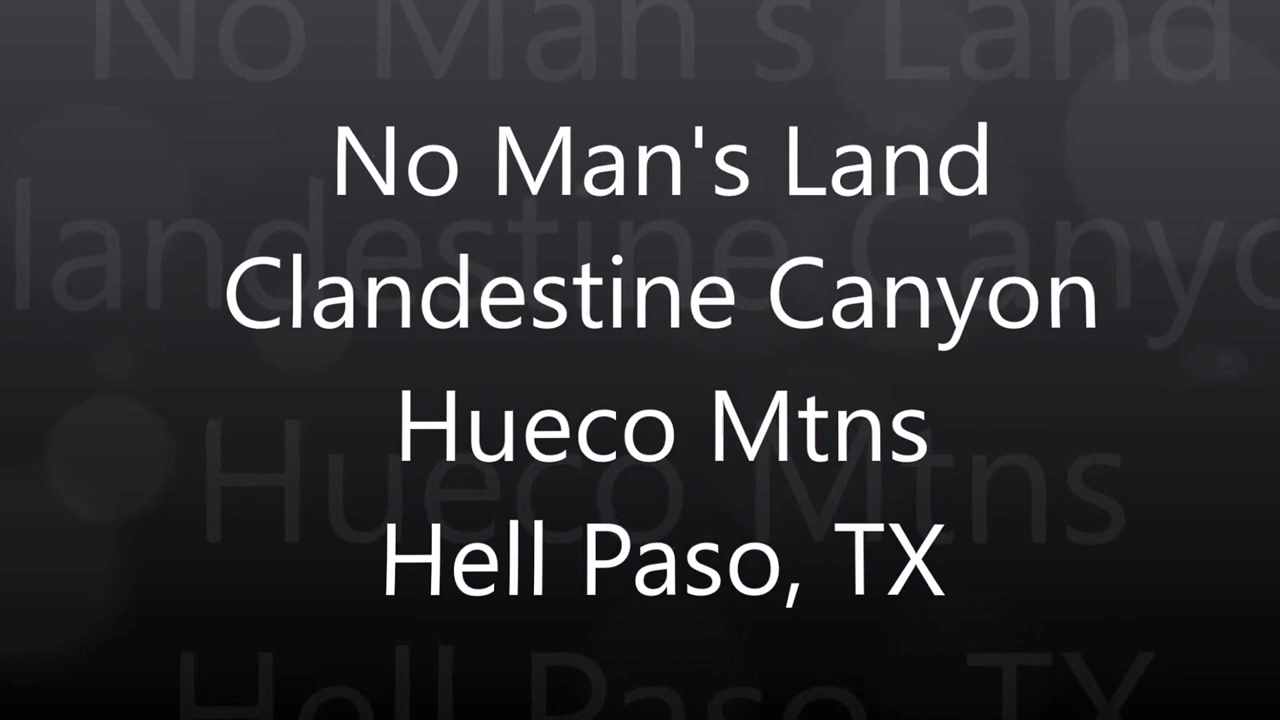 No Man's Land
Clandestine Canyon
Hueco Mtns
Hell Paso, TX